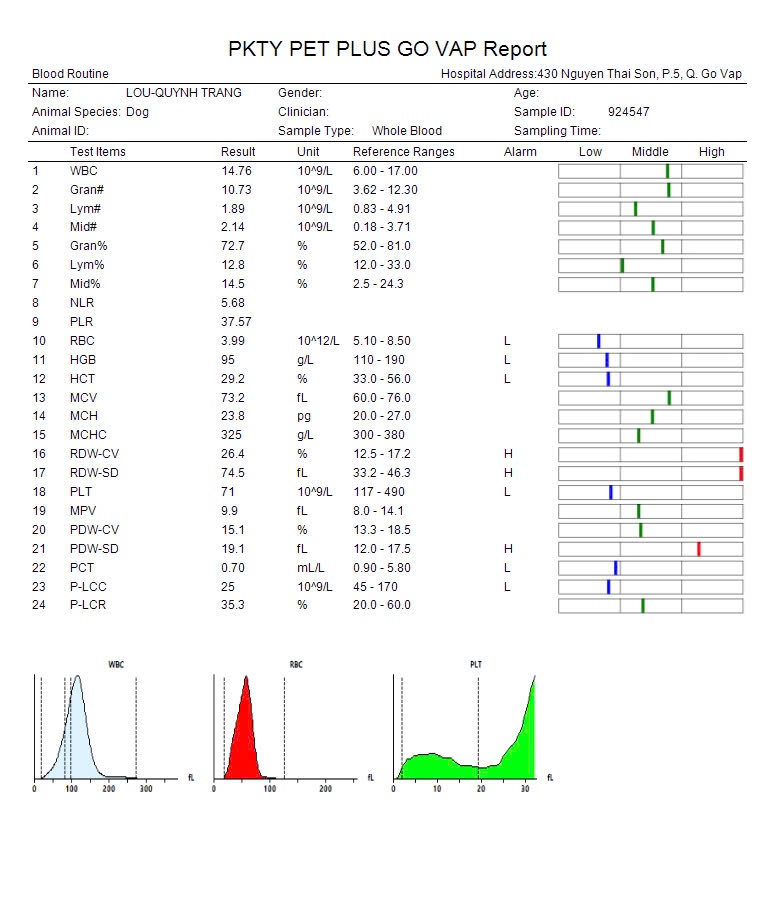 PKTY PET PLUS GO VAP Report
Blood Routine Hospital Address:430 Nguyen Thai Son, P.5, Q. Go Vap
Name: LOU-QUYNH TRANG Gender: Age:
Animal Species: Dog Clinician: Sample ID: 924547
Animal ID: Sample Type: Whole Blood Sampling Time:
Test Items Result Unit Reference Ranges Alarm Low Middle High
1 WBC 14.76 10^9/L 6.00 - 17.00
2 Gran# 10.73 10^9/L 3.62 - 12.30
3 Lym# 1.89 10^9/L 0.83 - 4.91
4 Mid# 2.14 10^9/L 0.18 - 3.71
5 Gran% 72.7 % 52.0 - 81.0
6 Lym% 12.8 % 12.0 - 33.0
7 Mid% 14.5 % 2.5 - 24.3
8 NLR 5.68
9 PLR 37.57
10 RBC 3.99 10^12/L 5.10 - 8.50 L
11 HGB 95 g/L 110 - 190 L
12 HCT 29.2 % 33.0 - 56.0 L
13 MCV 73.2 fL 60.0 - 76.0
14 MCH 23.8 pg 20.0 - 27.0
15 MCHC 325 g/L 300 - 380
16 RDW-CV 26.4 % 12.5 - 17.2 H
17 RDW-SD 74.5 fL 33.2 - 46.3 H
18 PLT 71 10^9/L 117 - 490 L
19 MPV 9.9 fL 8.0 - 14.1
20 PDW-CV 15.1 % 13.3 - 18.5
21 PDW-SD 19.1 fL 12.0 - 17.5 H
22 PCT 0.70 mL/L 0.90 - 5.80 L
23 P-LCC 25 10^9/L 45 - 170 L
24 P-LCR 35.3 % 20.0 - 60.0
WBC RBC PLT
0 100 200 300 fL 0 100 200 fL 0 10 20 30 fL